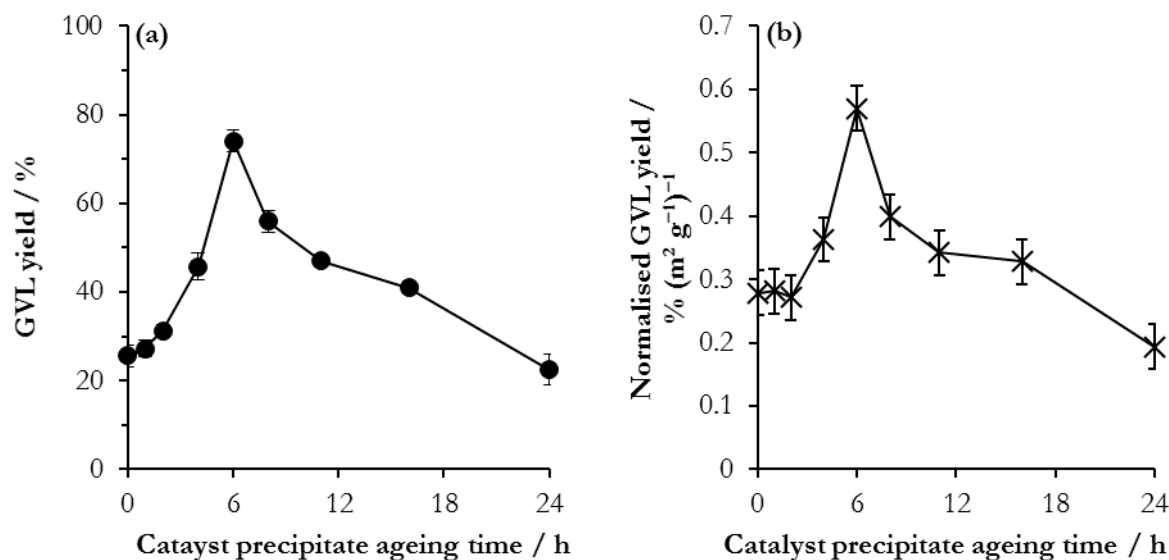 (a)
GVL yield / %
100
80
60
40
20
0
0 6 12 18 24
Catayst precipitate ageing time / h
(b)
Normalised GVL yield /
% (m² g⁻¹)⁻¹
0.7
0.6
0.5
0.4
0.3
0.2
0.1
0
0 6 12 18 24
Catalyst precipitate ageing time / h